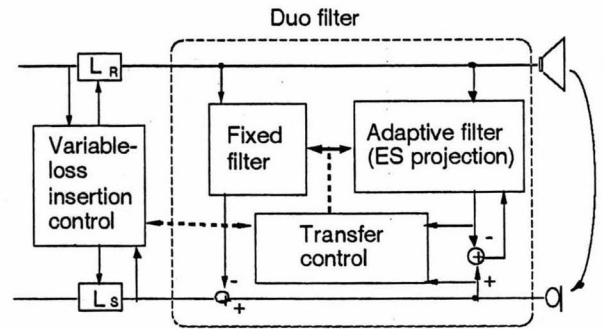 Duo filter
L R
Variable-
loss
insertion
control
Fixed
filter
Adaptive filter
(ES projection)
Transfer
control
-
+
+
-
+
+
L S